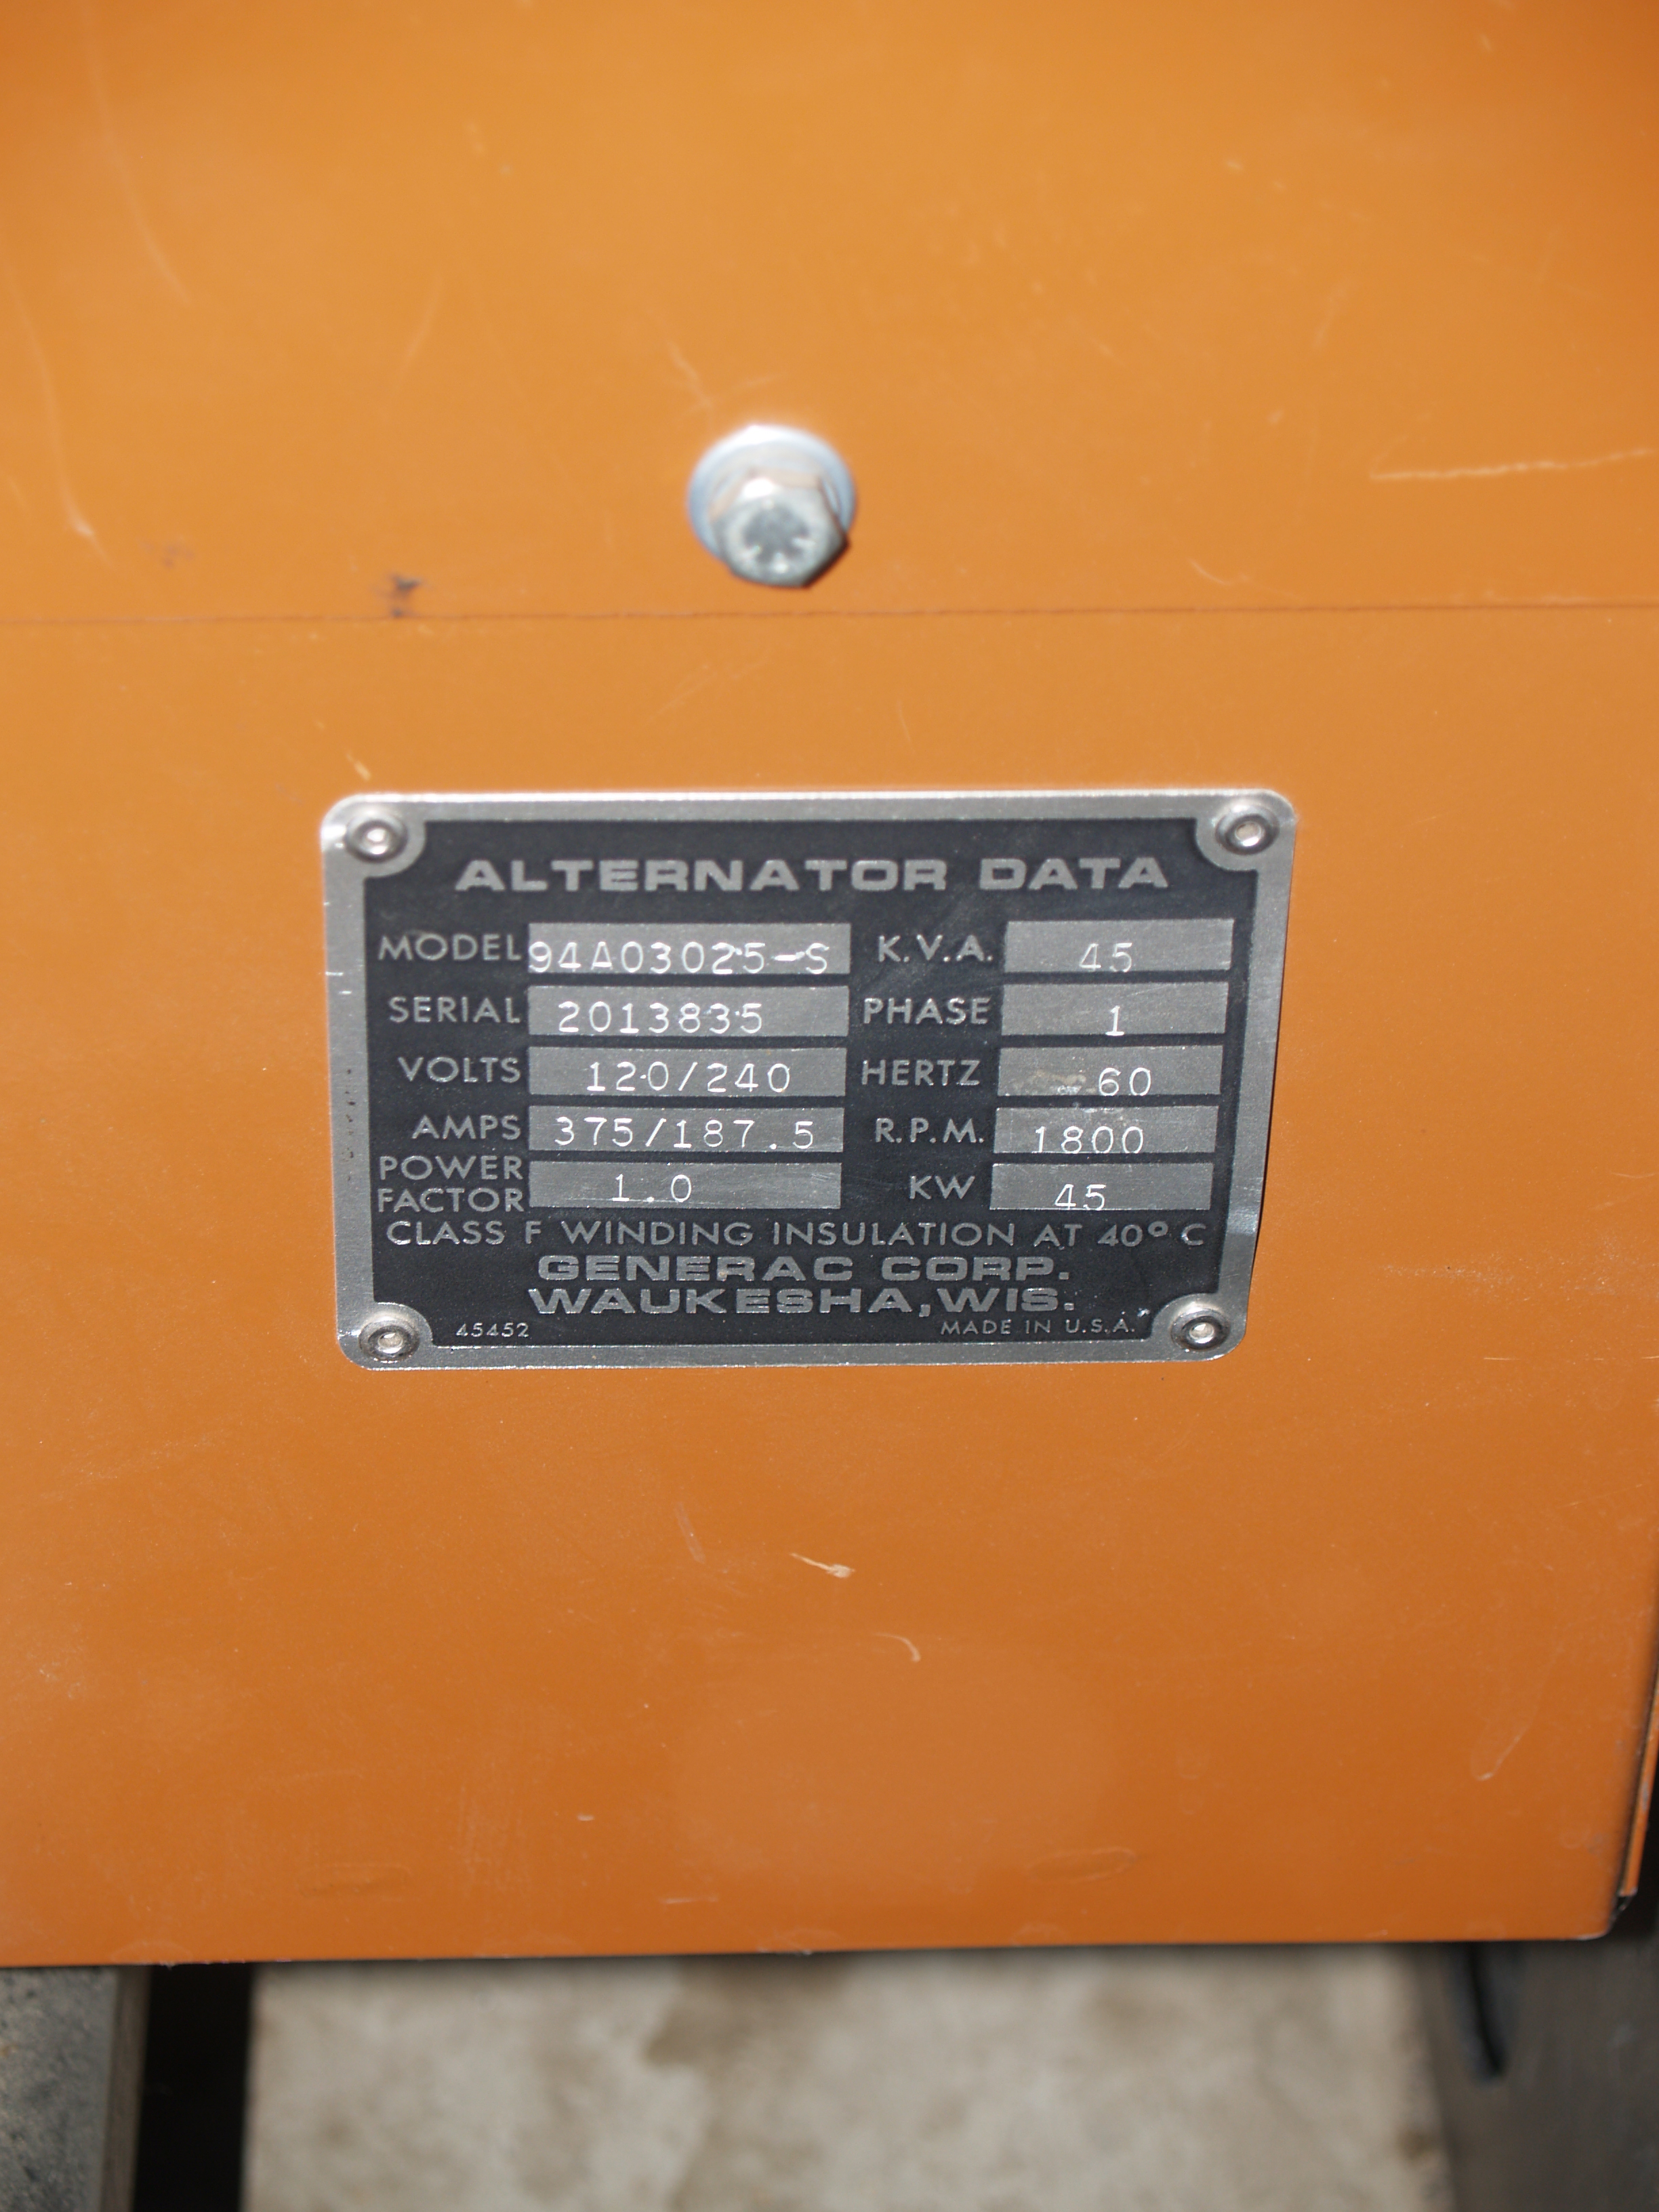 ALTERNATOR DATA
MODEL 94A03025-S K.V.A. 45
SERIAL 2013835 PHASE 1
VOLTS 120/240 HERTZ 60
AMPS 375/187.5 R.P.M. 1800
POWER FACTOR 1.0 KW 45
CLASS F WINDING INSULATION AT 40° C
GENERAC CORP.
WAUKESHA, WIS.
45452 MADE IN U.S.A.